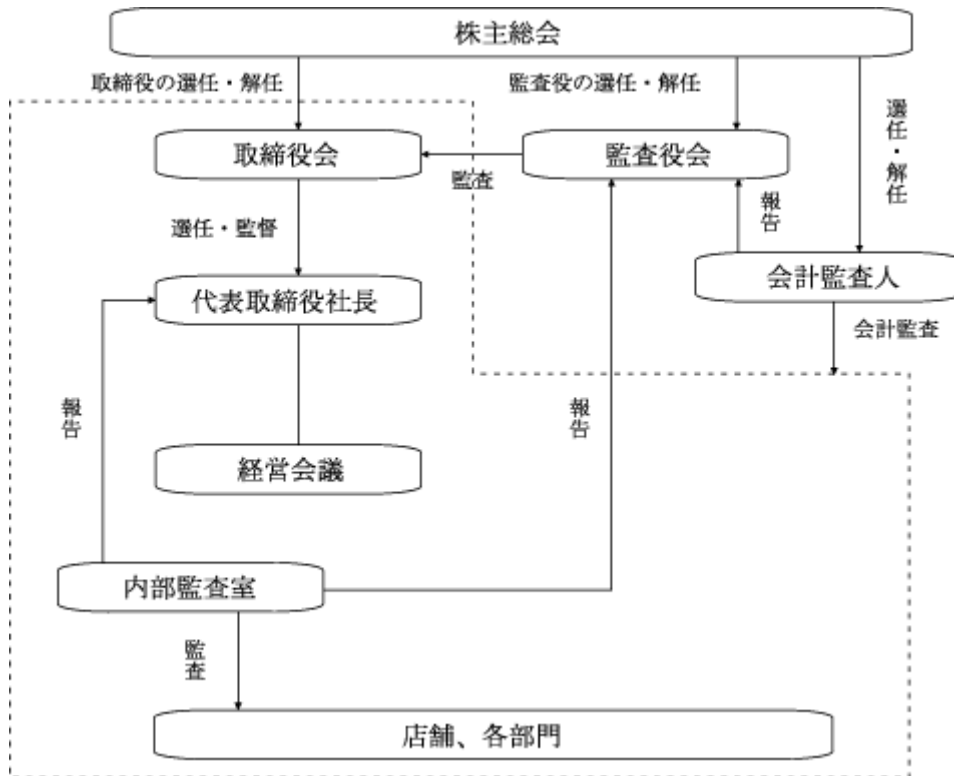 株主総会
取締役の選任・解任
監査役の選任・解任
選任・解任
取締役会
監査
監査役会
報告
選任・監督
会計監査人
代表取締役社長
会計監査
報告
報告
経営会議
内部監査室
監査
店舗、各部門